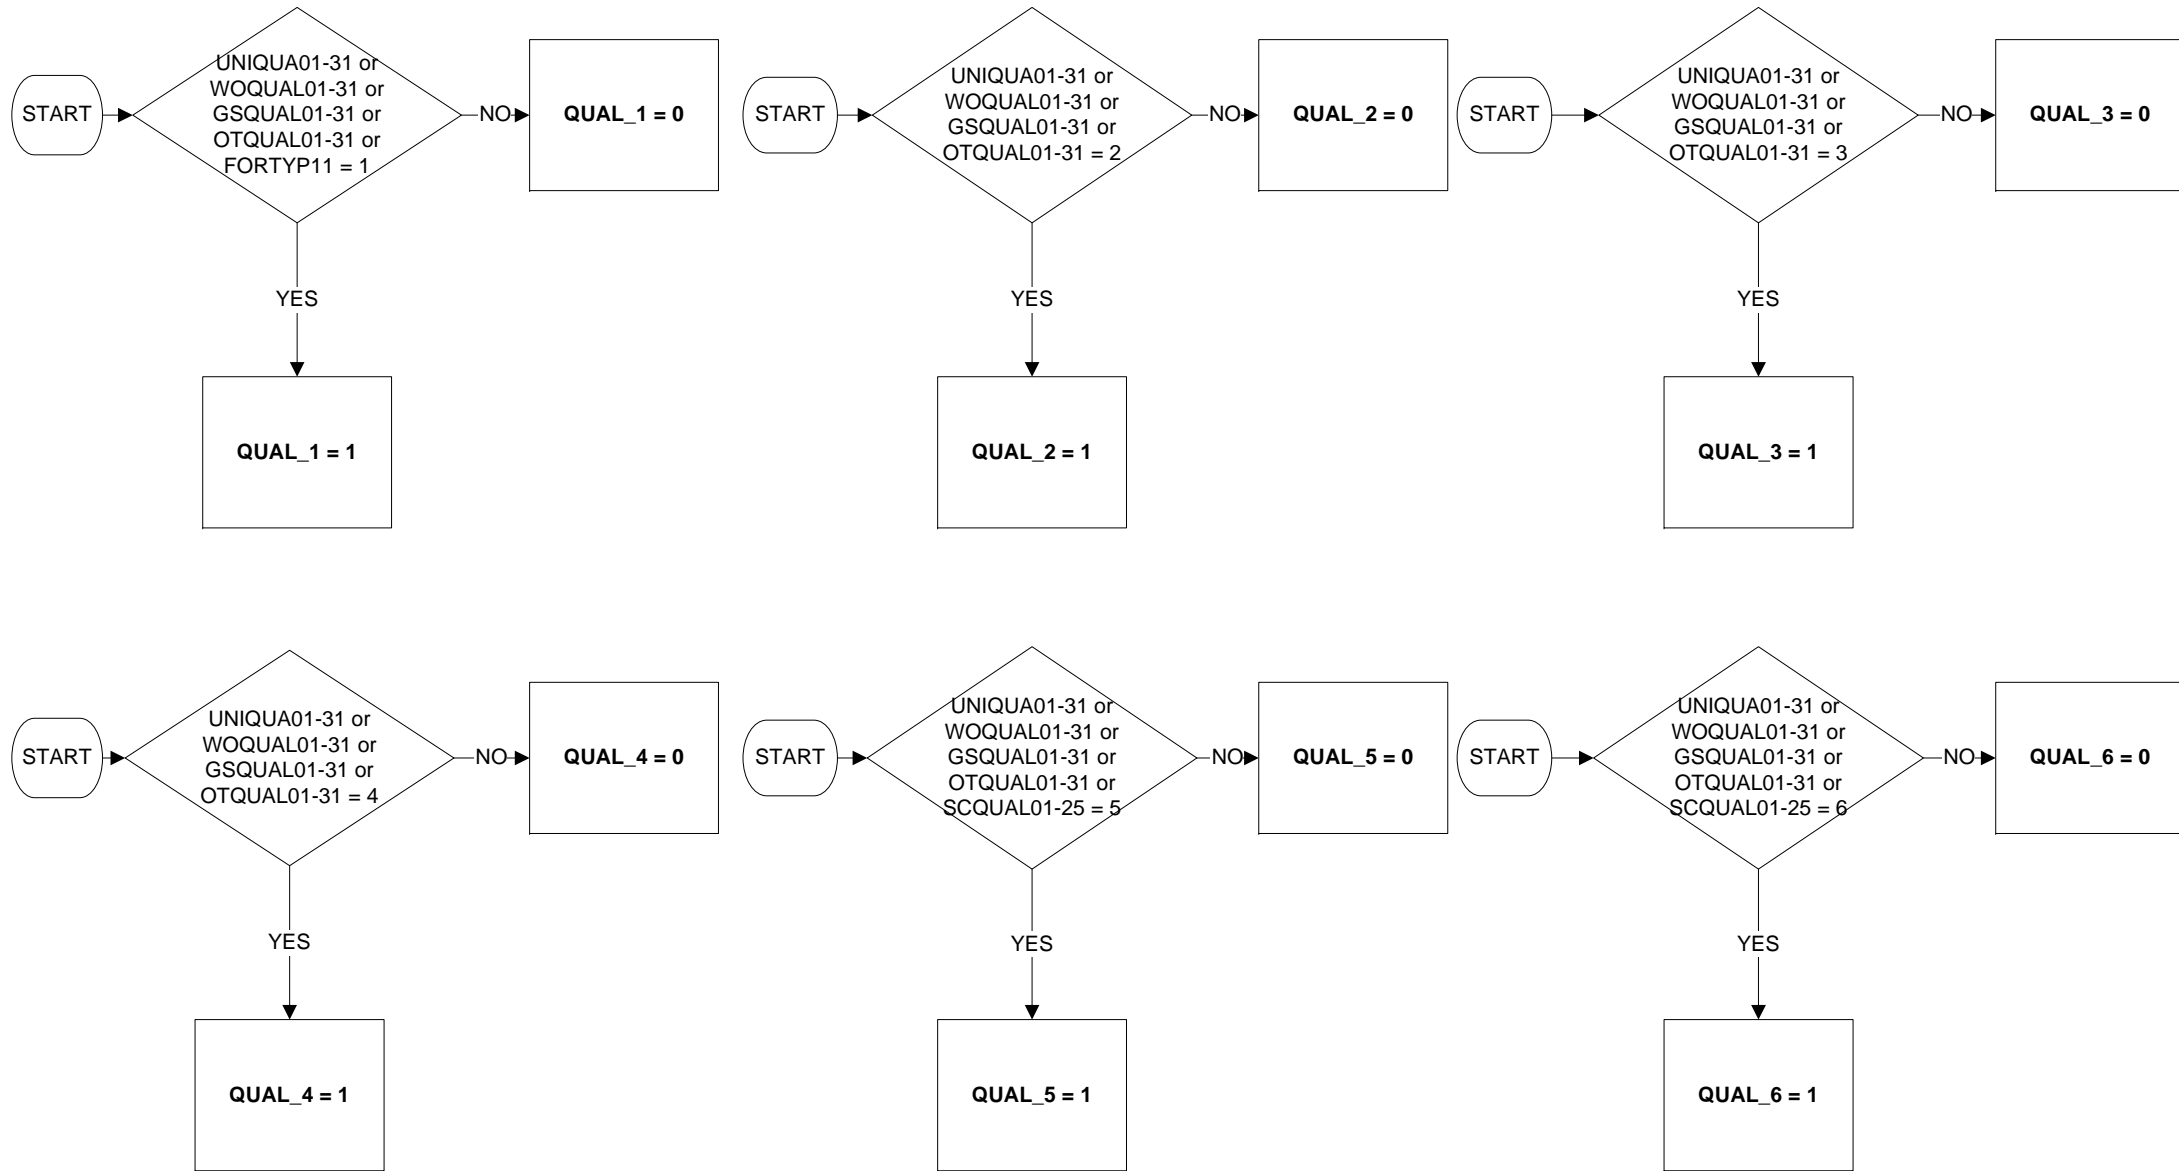 START
UNIQUA01-31 or
WOQUAL01-31 or
GSQUAL01-31 or
OTQUAL01-31 or
FORTYP11 = 1
NO
QUAL_1 = 0
YES
QUAL_1 = 1
START
UNIQUA01-31 or
WOQUAL01-31 or
GSQUAL01-31 or
OTQUAL01-31 = 2
NO
QUAL_2 = 0
YES
QUAL_2 = 1
START
UNIQUA01-31 or
WOQUAL01-31 or
GSQUAL01-31 or
OTQUAL01-31 = 3
NO
QUAL_3 = 0
YES
QUAL_3 = 1
START
UNIQUA01-31 or
WOQUAL01-31 or
GSQUAL01-31 or
OTQUAL01-31 = 4
NO
QUAL_4 = 0
YES
QUAL_4 = 1
START
UNIQUA01-31 or
WOQUAL01-31 or
GSQUAL01-31 or
OTQUAL01-31 or
SCQUAL01-25 = 5
NO
QUAL_5 = 0
YES
QUAL_5 = 1
START
UNIQUA01-31 or
WOQUAL01-31 or
GSQUAL01-31 or
OTQUAL01-31 or
SCQUAL01-25 = 6
NO
QUAL_6 = 0
YES
QUAL_6 = 1